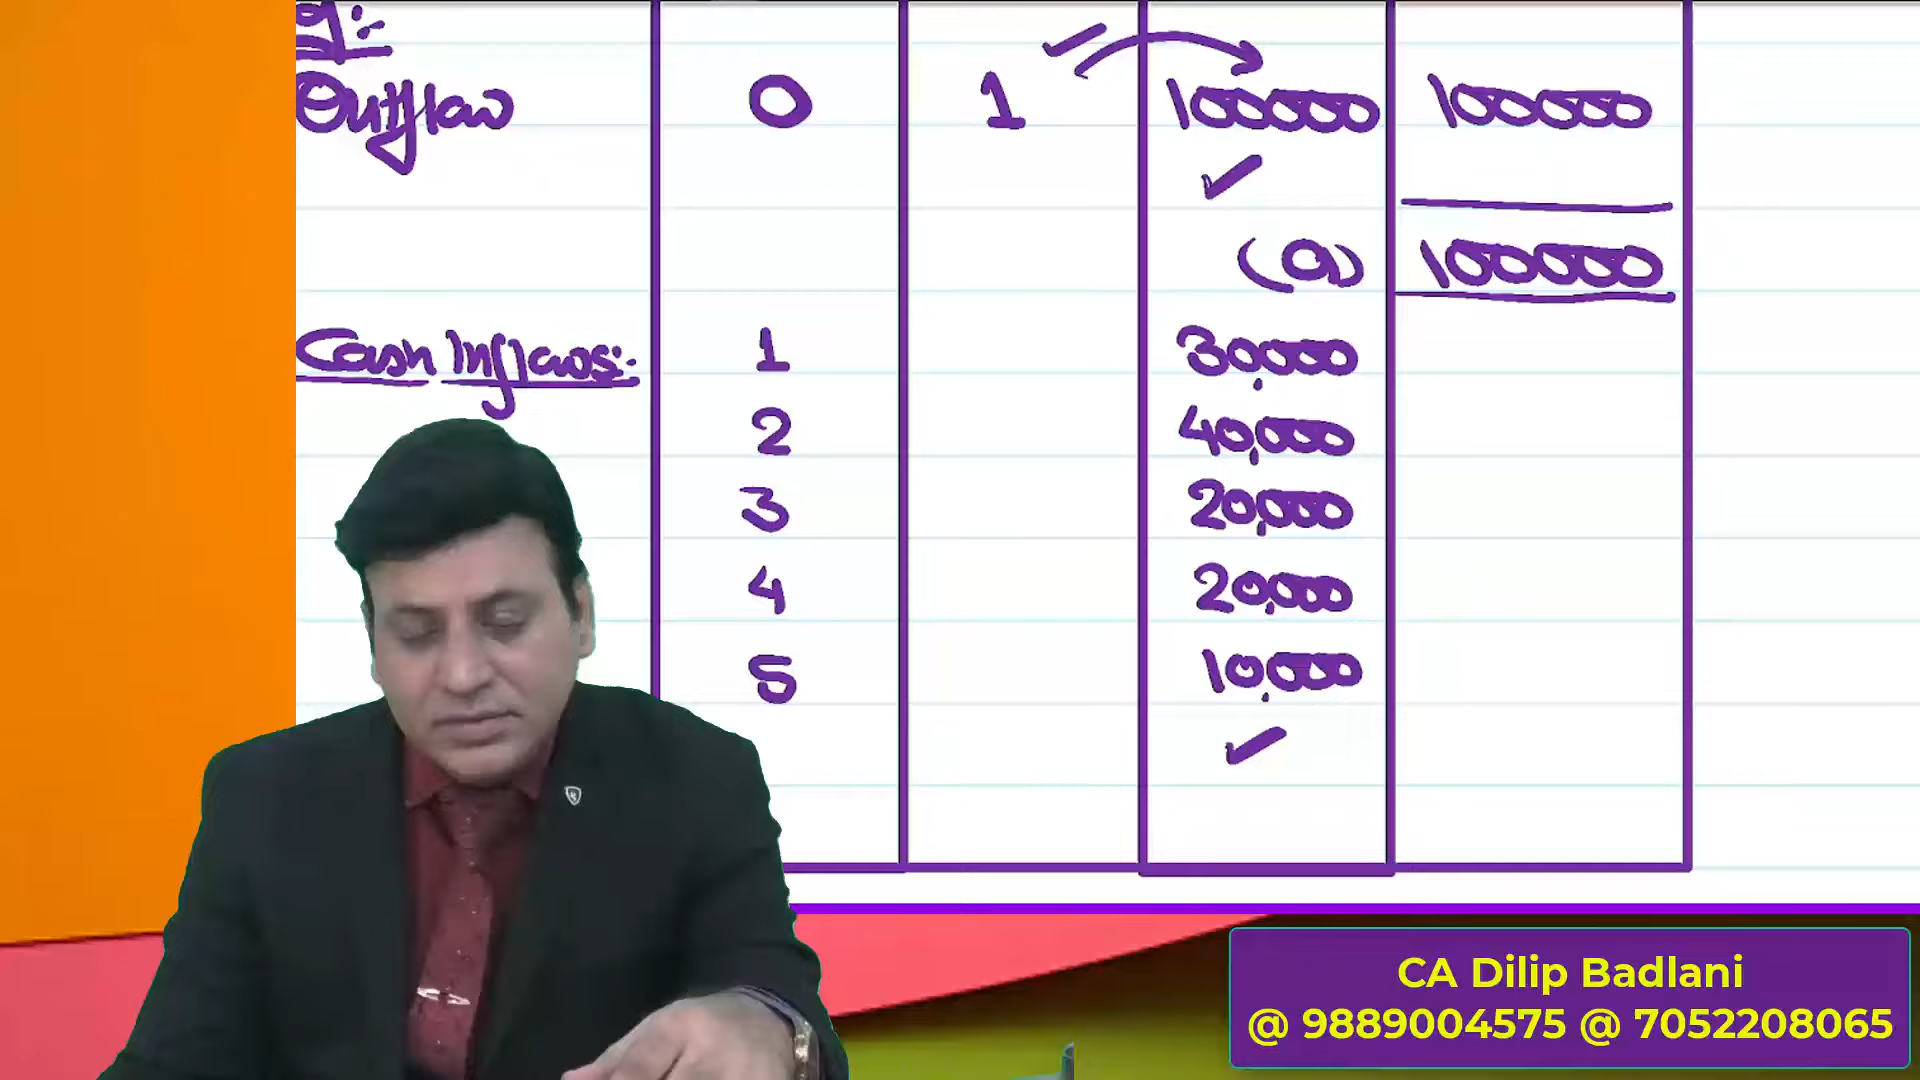 Outflow 0 1 100000 100000
(a) 100000
Cash Inflows:- 1 30,000
2 40,000
3 20,000
4 20,000
5 10,000
CA Dilip Badlani
@ 9889004575 @ 7052208065